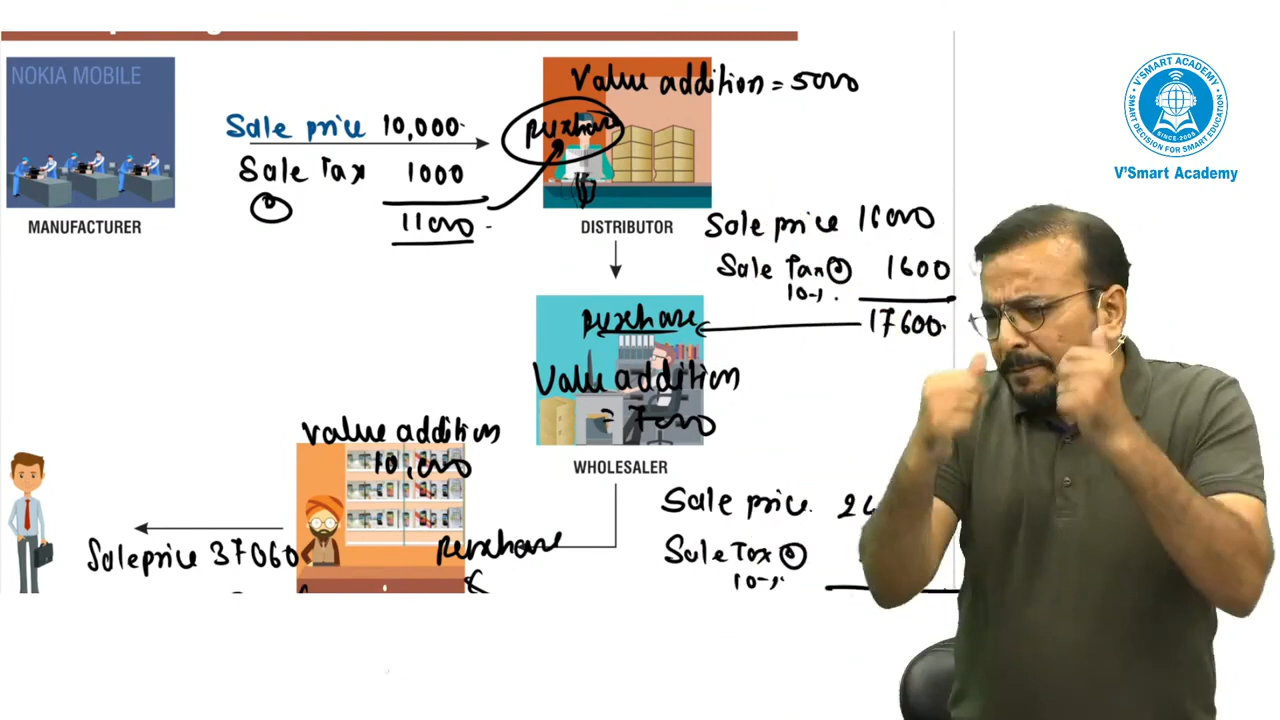 NOKIA MOBILE
MANUFACTURER
Sale price 10,000
Sale Tax 1000
11000
Value addition = 5000
purchase
DISTRIBUTOR
Sale price 16000
Sale Tax @ 1600
10%
17600
purchase
Value addition
= 7000
WHOLESALER
Value addition
10,000
purchase
Sale price 37060
Sale price
Sale Tax @
10%
V'SMART ACADEMY
SMART DECISION FOR SMART EDUCATION
SINCE-2008
V'Smart Academy